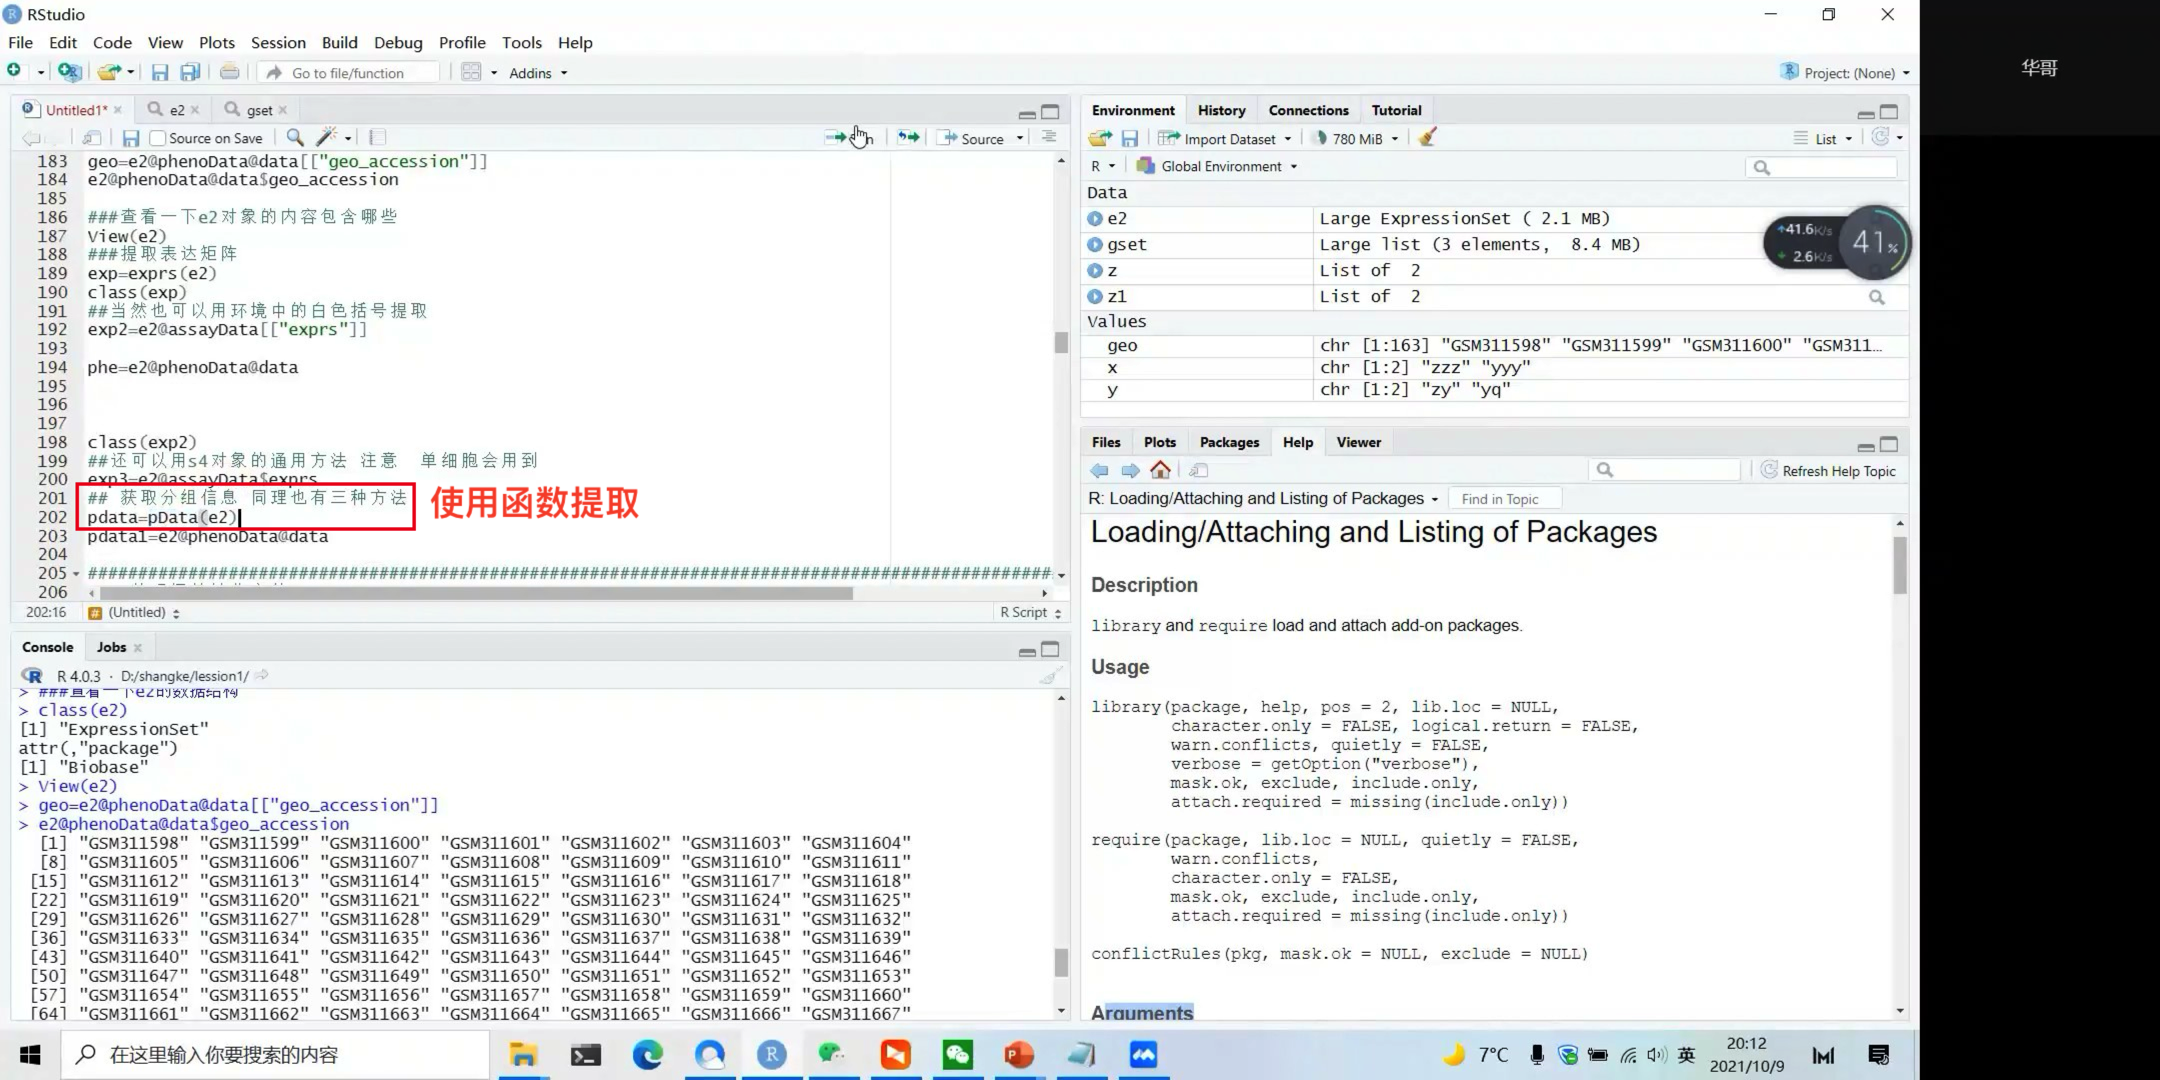 RStudio
File Edit Code View Plots Session Build Debug Profile Tools Help
Go to file/function Addins Project: (None)
Untitled1* e2 gset
Source on Save Source
183 geo=e2@phenoData@data[["geo_accession"]]
184 e2@phenoData@data$geo_accession
185
186 ###查看一下e2对象的内容包含哪些
187 View(e2)
188 ###提取表达矩阵
189 exp=exprs(e2)
190 class(exp)
191 ##当然也可以用环境中的白色括号提取
192 exp2=e2@assayData[["exprs"]]
193
194 phe=e2@phenoData@data
195
196
197
198 class(exp2)
199 ##还可以用s4对象的通用方法 注意 单细胞会用到
200 exp3=e2@assayData$exprs
201 ## 获取分组信息 同理也有三种方法
202 pdata=pData(e2)
使用函数提取
203 pdata1=e2@phenoData@data
204
205 ################################################################################################
206
202:16 (Untitled) R Script
Console Jobs
R 4.0.3 · D:/shangke/lession1/
> ###查看一下e2的数据结构
> class(e2)
[1] "ExpressionSet"
attr(,"package")
[1] "Biobase"
> View(e2)
> geo=e2@phenoData@data[["geo_accession"]]
> e2@phenoData@data$geo_accession
[1] "GSM311598" "GSM311599" "GSM311600" "GSM311601" "GSM311602" "GSM311603" "GSM311604"
[8] "GSM311605" "GSM311606" "GSM311607" "GSM311608" "GSM311609" "GSM311610" "GSM311611"
[15] "GSM311612" "GSM311613" "GSM311614" "GSM311615" "GSM311616" "GSM311617" "GSM311618"
[22] "GSM311619" "GSM311620" "GSM311621" "GSM311622" "GSM311623" "GSM311624" "GSM311625"
[29] "GSM311626" "GSM311627" "GSM311628" "GSM311629" "GSM311630" "GSM311631" "GSM311632"
[36] "GSM311633" "GSM311634" "GSM311635" "GSM311636" "GSM311637" "GSM311638" "GSM311639"
[43] "GSM311640" "GSM311641" "GSM311642" "GSM311643" "GSM311644" "GSM311645" "GSM311646"
[50] "GSM311647" "GSM311648" "GSM311649" "GSM311650" "GSM311651" "GSM311652" "GSM311653"
[57] "GSM311654" "GSM311655" "GSM311656" "GSM311657" "GSM311658" "GSM311659" "GSM311660"
[64] "GSM311661" "GSM311662" "GSM311663" "GSM311664" "GSM311665" "GSM311666" "GSM311667"
Environment History Connections Tutorial
Import Dataset 780 MiB List
R Global Environment
Data
e2 Large ExpressionSet ( 2.1 MB)
gset Large list (3 elements, 8.4 MB)
z List of 2
z1 List of 2
Values
geo chr [1:163] "GSM311598" "GSM311599" "GSM311600" "GSM311...
x chr [1:2] "zzz" "yyy"
y chr [1:2] "zy" "yq"
41.6K/s
2.6K/s
41%
Files Plots Packages Help Viewer
Refresh Help Topic
R: Loading/Attaching and Listing of Packages Find in Topic
Loading/Attaching and Listing of Packages
Description
library and require load and attach add-on packages.
Usage
library(package, help, pos = 2, lib.loc = NULL,
character.only = FALSE, logical.return = FALSE,
warn.conflicts, quietly = FALSE,
verbose = getOption("verbose"),
mask.ok, exclude, include.only,
attach.required = missing(include.only))
require(package, lib.loc = NULL, quietly = FALSE,
warn.conflicts,
character.only = FALSE,
mask.ok, exclude, include.only,
attach.required = missing(include.only))
conflictRules(pkg, mask.ok = NULL, exclude = NULL)
Arguments
华哥
在这里输入你要搜索的内容
7°C 英
20:12
2021/10/9